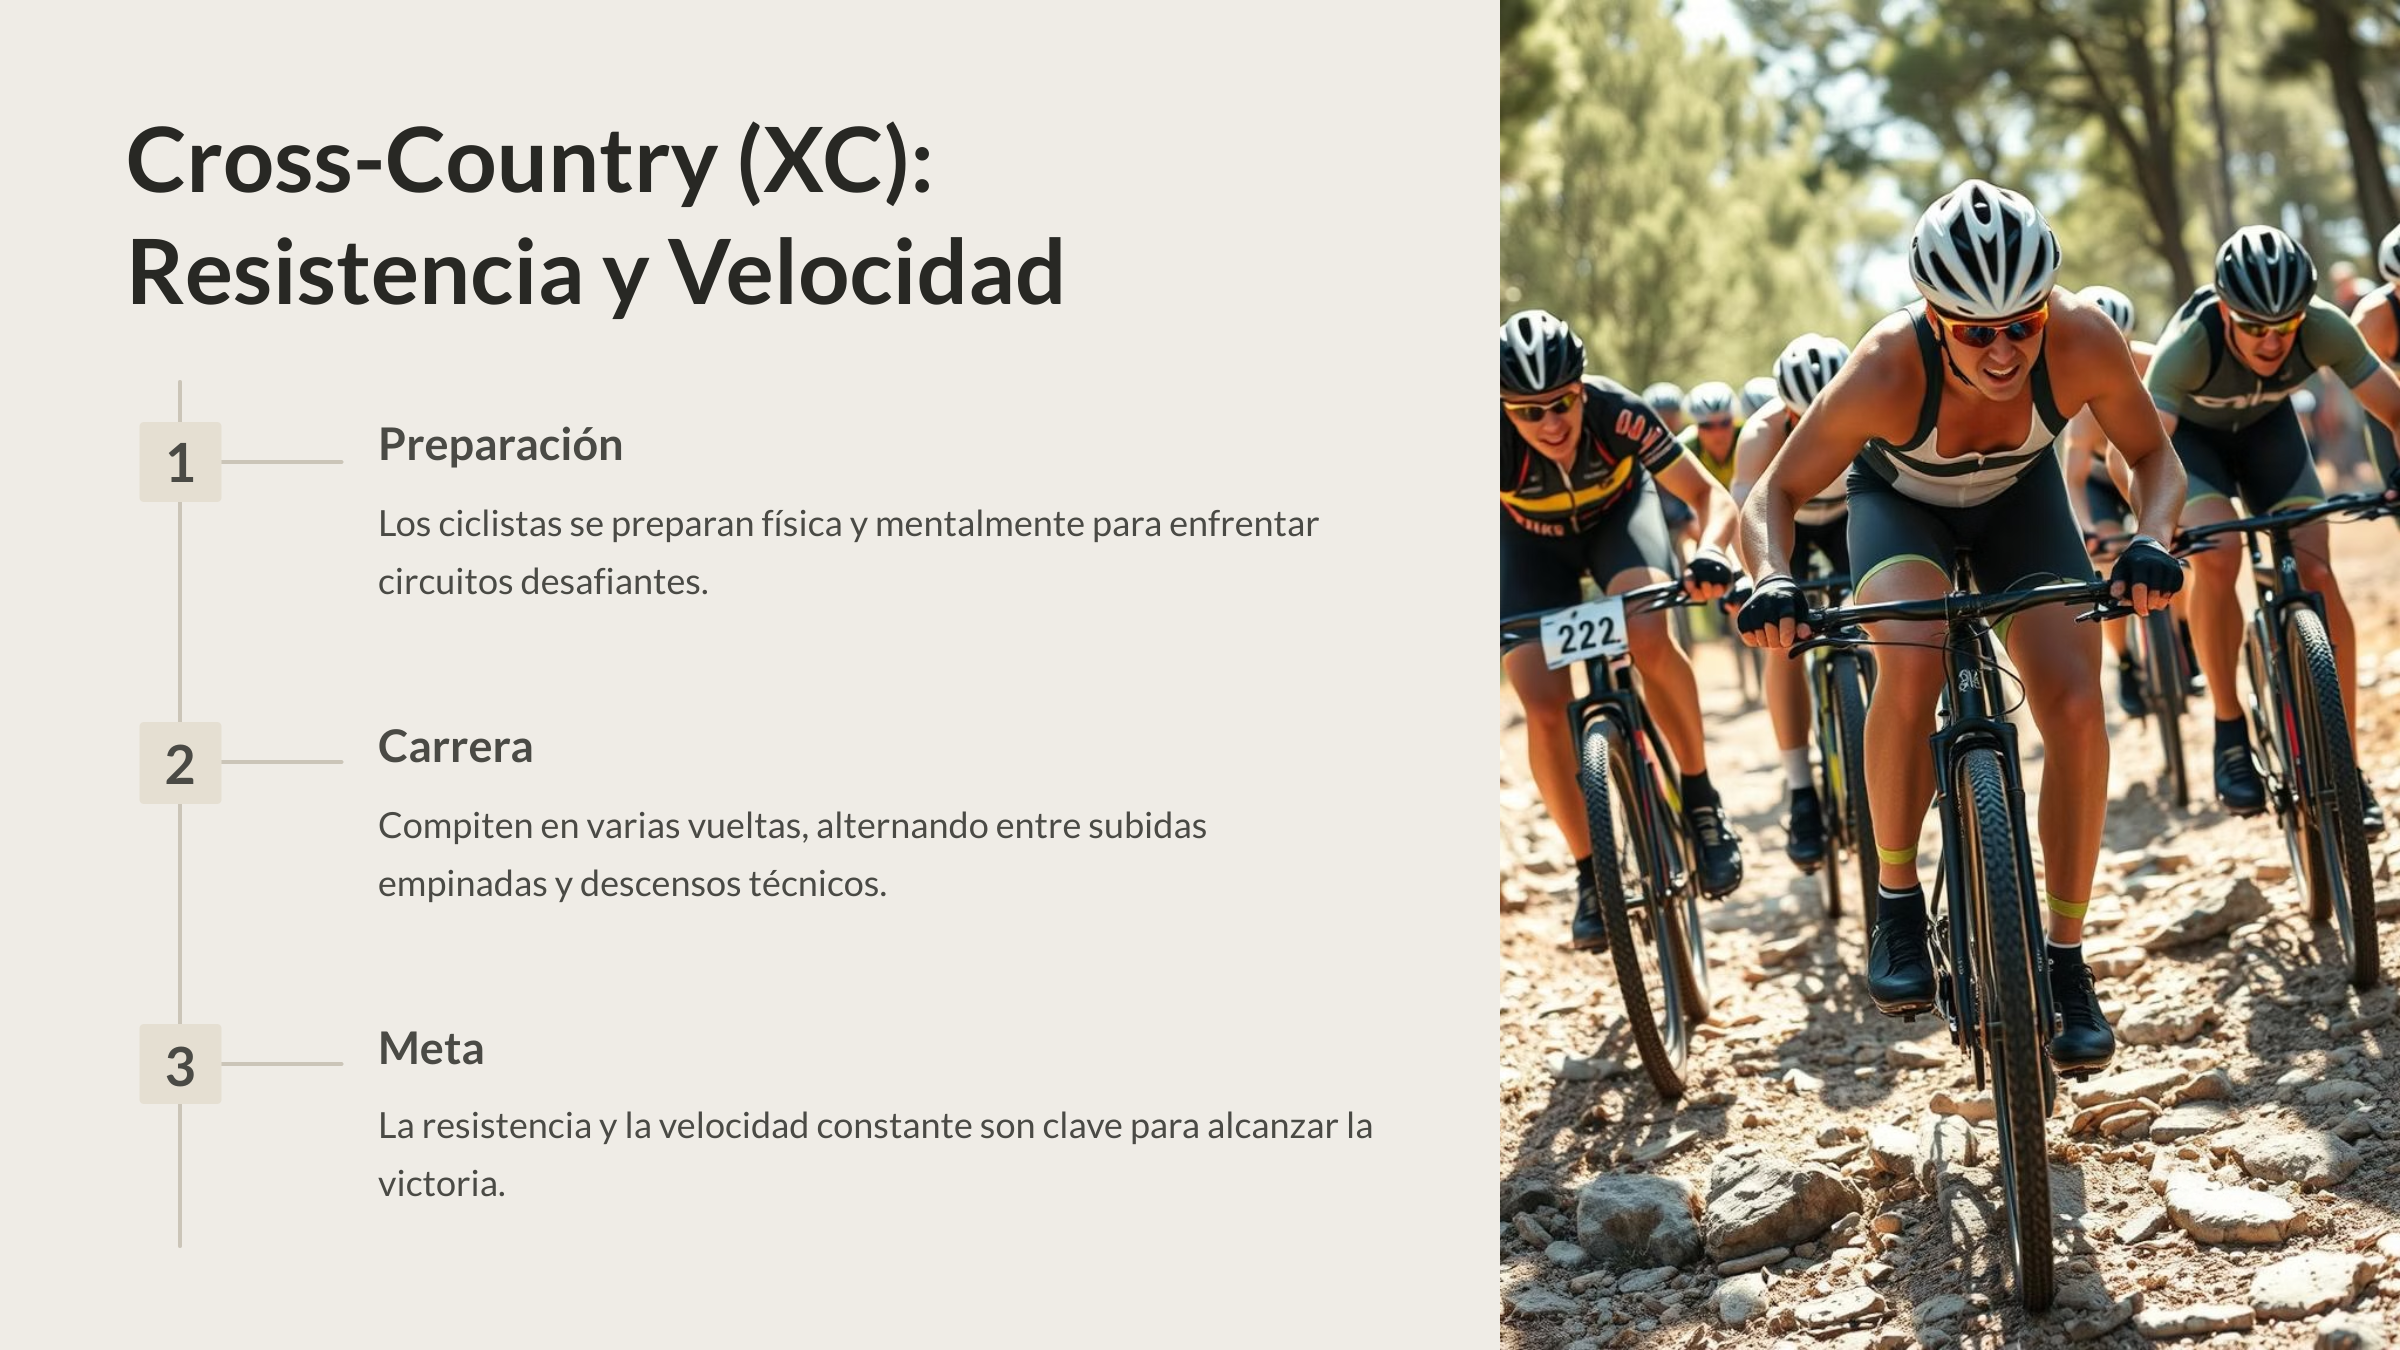 Cross-Country (XC):
Resistencia y Velocidad
1
Preparación
Los ciclistas se preparan física y mentalmente para enfrentar
circuitos desafiantes.
2
Carrera
Compiten en varias vueltas, alternando entre subidas
empinadas y descensos técnicos.
3
Meta
La resistencia y la velocidad constante son clave para alcanzar la
victoria.
222